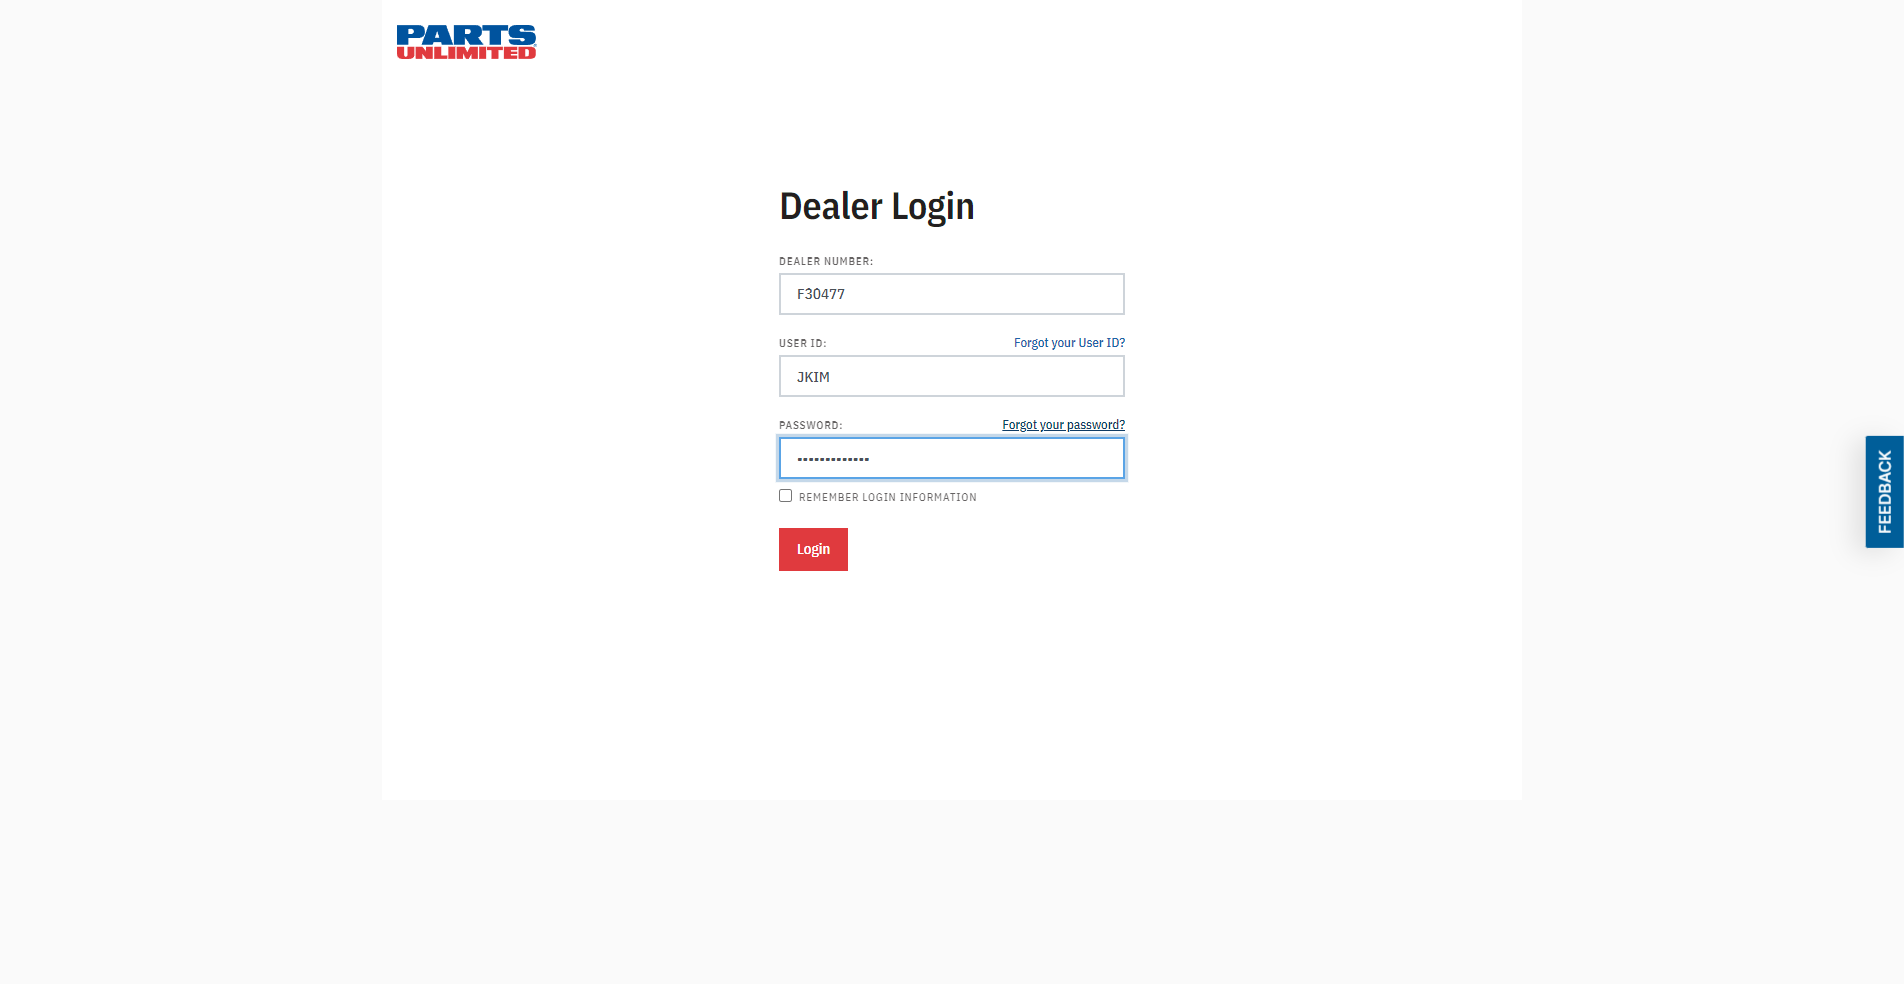 PARTS
UNLIMITED
Dealer Login
DEALER NUMBER:
F30477
USER ID:
Forgot your User ID?
JKIM
PASSWORD:
Forgot your password?
•••••••••••••
REMEMBER LOGIN INFORMATION
Login
FEEDBACK